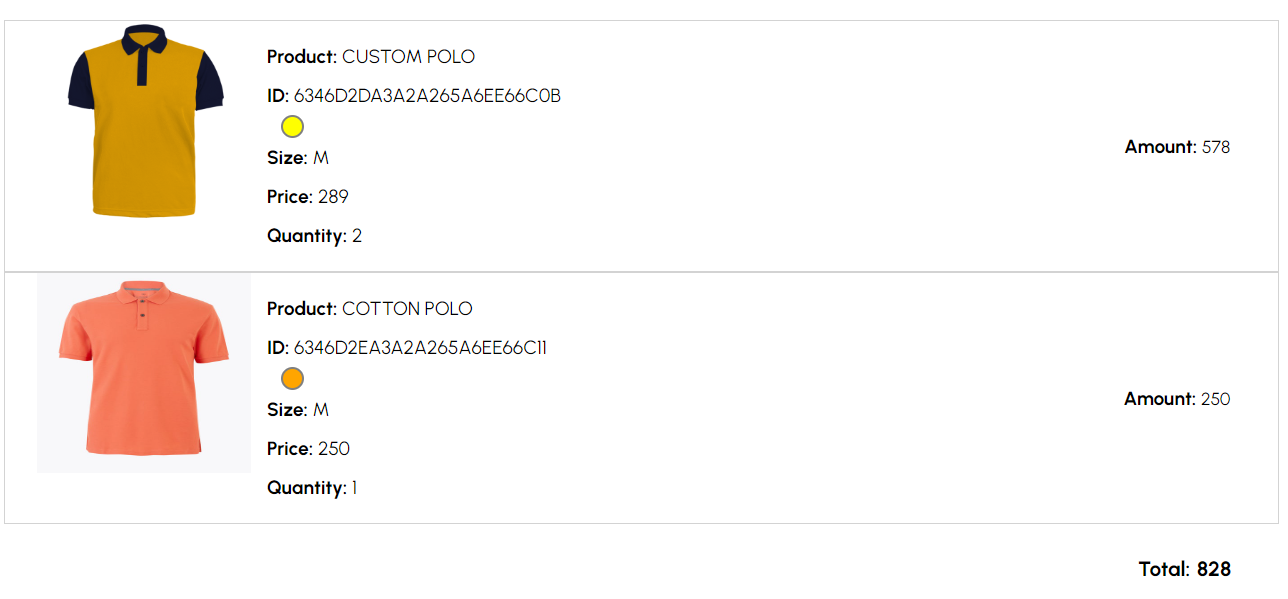 Product: CUSTOM POLO
ID: 6346D2DA3A2A265A6EE66C0B
Size: M
Price: 289
Quantity: 2
Amount: 578
Product: COTTON POLO
ID: 6346D2EA3A2A265A6EE66C11
Size: M
Price: 250
Quantity: 1
Amount: 250
Total: 828